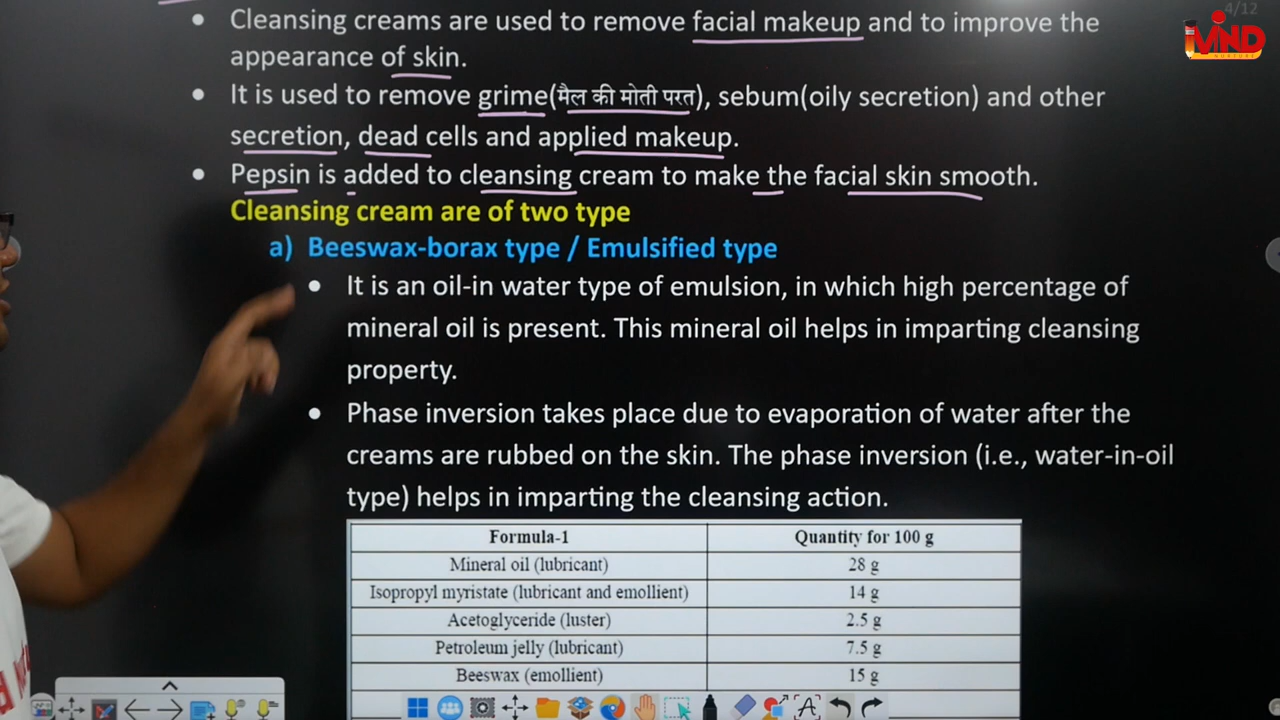 4/12
MIND
NURTURE
• Cleansing creams are used to remove facial makeup and to improve the
appearance of skin.
• It is used to remove grime(मैल की मोती परत), sebum(oily secretion) and other
secretion, dead cells and applied makeup.
• Pepsin is added to cleansing cream to make the facial skin smooth.
Cleansing cream are of two type
a) Beeswax-borax type / Emulsified type
• It is an oil-in water type of emulsion, in which high percentage of
mineral oil is present. This mineral oil helps in imparting cleansing
property.
• Phase inversion takes place due to evaporation of water after the
creams are rubbed on the skin. The phase inversion (i.e., water-in-oil
type) helps in imparting the cleansing action.
Formula-1 Quantity for 100 g
Mineral oil (lubricant) 28 g
Isopropyl myristate (lubricant and emollient) 14 g
Acetoglyceride (luster) 2.5 g
Petroleum jelly (lubricant) 7.5 g
Beeswax (emollient) 15 g